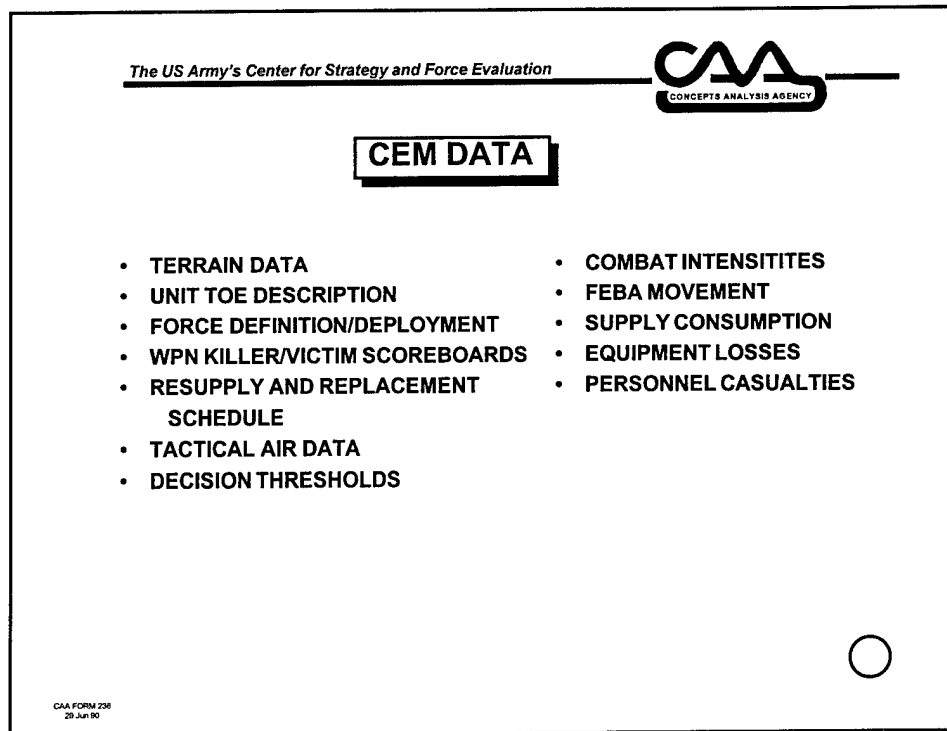 The US Army's Center for Strategy and Force Evaluation
CAA
CONCEPTS ANALYSIS AGENCY
CEM DATA
• TERRAIN DATA
• UNIT TOE DESCRIPTION
• FORCE DEFINITION/DEPLOYMENT
• WPN KILLER/VICTIM SCOREBOARDS
• RESUPPLY AND REPLACEMENT
SCHEDULE
• TACTICAL AIR DATA
• DECISION THRESHOLDS
• COMBAT INTENSITITES
• FEBA MOVEMENT
• SUPPLY CONSUMPTION
• EQUIPMENT LOSSES
• PERSONNEL CASUALTIES
CAA FORM 236
29 Jun 90